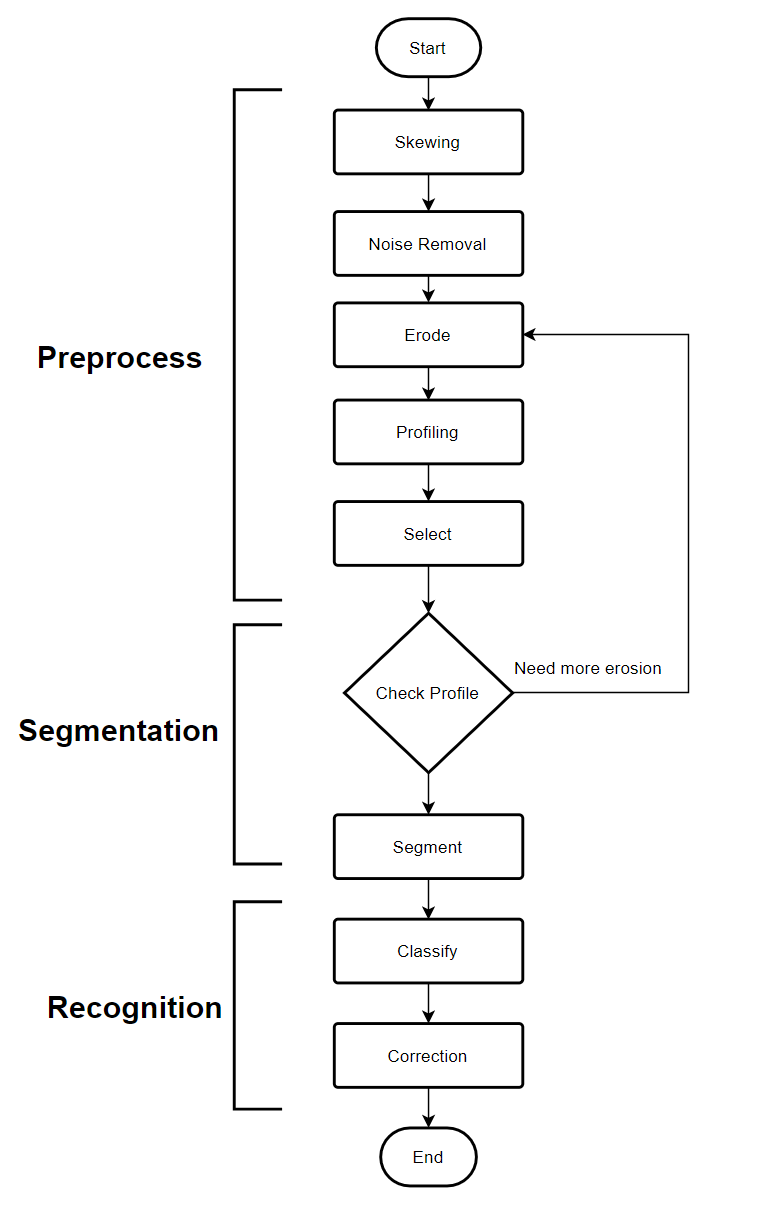 Start
Skewing
Noise Removal
Erode
Preprocess
Profiling
Select
Need more erosion
Check Profile
Segmentation
Segment
Classify
Recognition
Correction
End